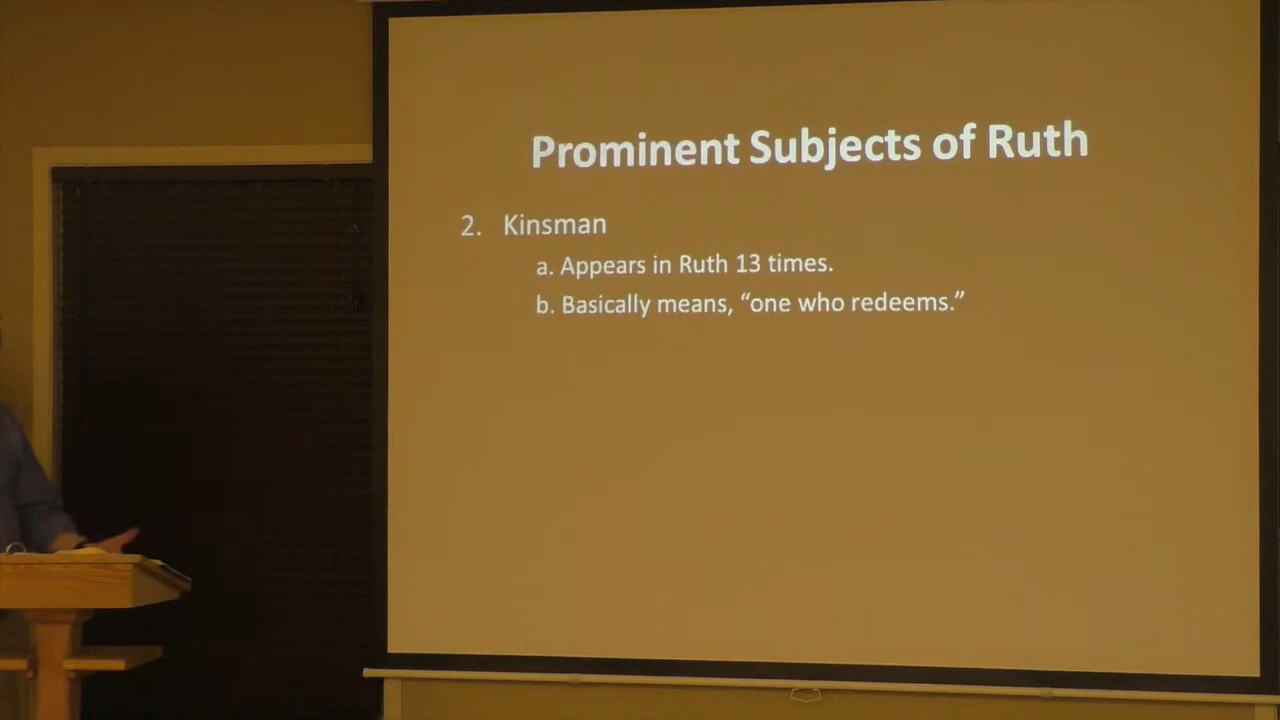 Prominent Subjects of Ruth
2. Kinsman
a. Appears in Ruth 13 times.
b. Basically means, “one who redeems.”